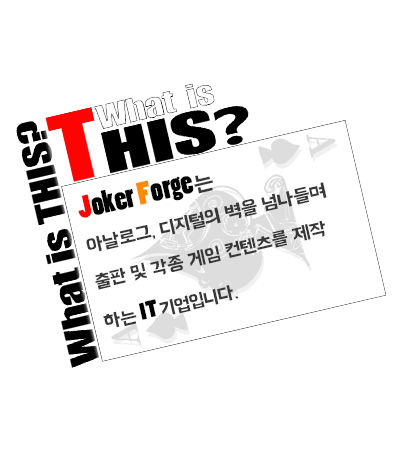 What is
THIS?
What is THIS?
Joker Forge는
아날로그, 디지털의 벽을 넘나들며
출판 및 각종 게임 컨텐츠를 제작
하는 IT기업입니다.
A
A